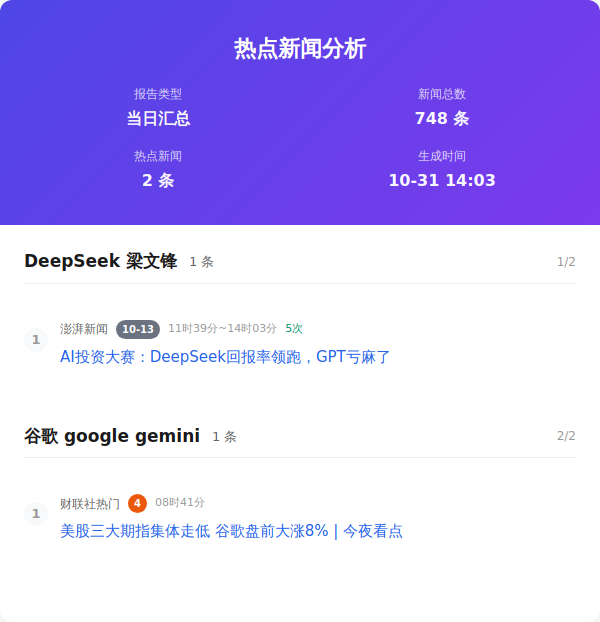 热点新闻分析
报告类型 新闻总数
当日汇总 748 条
热点新闻 生成时间
2 条 10-31 14:03
DeepSeek 梁文锋 1 条 1/2
1 澎湃新闻 10-13 11时39分~14时03分 5次
AI投资大赛：DeepSeek回报率领跑，GPT亏麻了
谷歌 google gemini 1 条 2/2
1 财联社热门 4 08时41分
美股三大期指集体走低 谷歌盘前大涨8% | 今夜看点